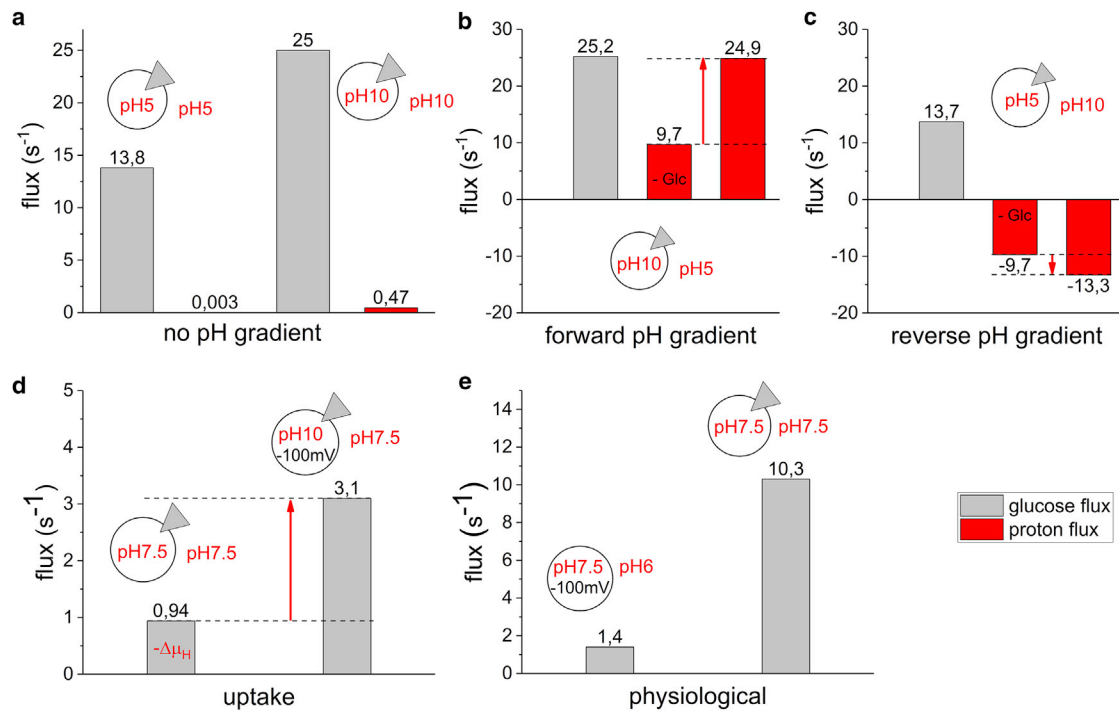 a
flux (s⁻¹)
25
20
15
10
5
0
13,8
0,003
25
0,47
pH5
pH5
pH10
pH10
no pH gradient
b
flux (s⁻¹)
30
20
10
0
-10
-20
25,2
9,7
24,9
- Glc
pH10
pH5
forward pH gradient
c
flux (s⁻¹)
30
20
10
0
-10
-20
13,7
pH5
pH10
- Glc
-9,7
-13,3
reverse pH gradient
d
flux (s⁻¹)
5
4
3
2
1
0
pH10
-100mV
pH7.5
3,1
pH7.5
pH7.5
0,94
-Δμ_H
uptake
e
flux (s⁻¹)
14
12
10
8
6
4
2
0
pH7.5
pH7.5
10,3
pH7.5
-100mV
pH6
1,4
physiological
glucose flux
proton flux